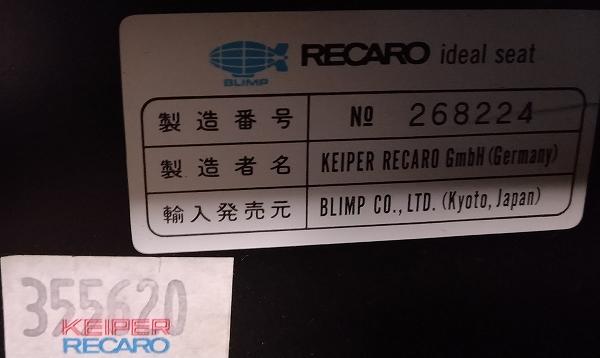 BLIMP
RECARO ideal seat
製造番号 № 268224
製造者名 KEIPER RECARO GmbH (Germany)
輸入発売元 BLIMP CO., LTD. (Kyoto, Japan)
355620
KEIPER
RECARO